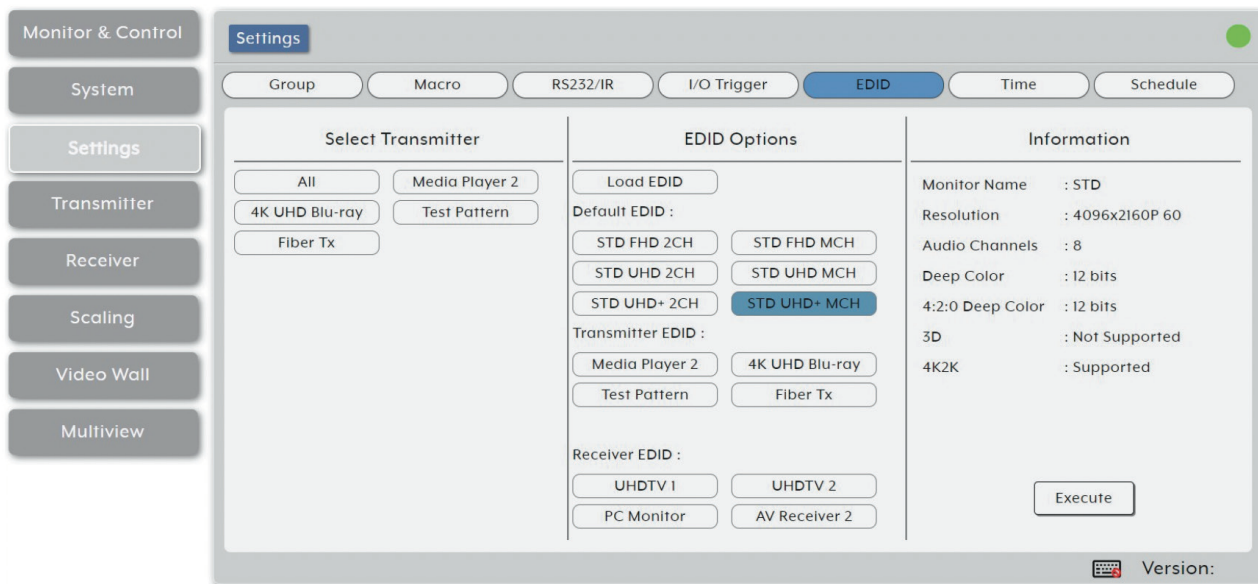 Monitor & Control
System
Settings
Transmitter
Receiver
Scaling
Video Wall
Multiview
Settings
Group Macro RS232/IR I/O Trigger EDID Time Schedule
Select Transmitter
All Media Player 2
4K UHD Blu-ray Test Pattern
Fiber Tx
EDID Options
Load EDID
Default EDID :
STD FHD 2CH STD FHD MCH
STD UHD 2CH STD UHD MCH
STD UHD+ 2CH STD UHD+ MCH
Transmitter EDID :
Media Player 2 4K UHD Blu-ray
Test Pattern Fiber Tx
Receiver EDID :
UHDTV 1 UHDTV 2
PC Monitor AV Receiver 2
Information
Monitor Name : STD
Resolution : 4096x2160P 60
Audio Channels : 8
Deep Color : 12 bits
4:2:0 Deep Color : 12 bits
3D : Not Supported
4K2K : Supported
Execute
Version: